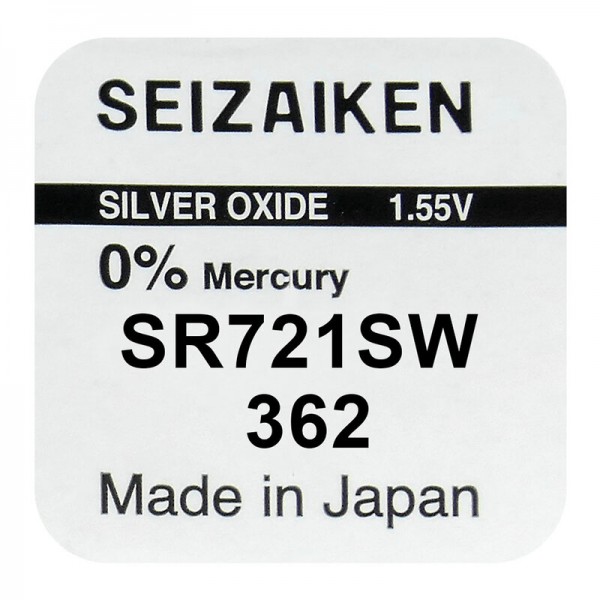 SEIZAIKEN
SILVER OXIDE 1.55V
0% Mercury
SR721SW
362
Made in Japan